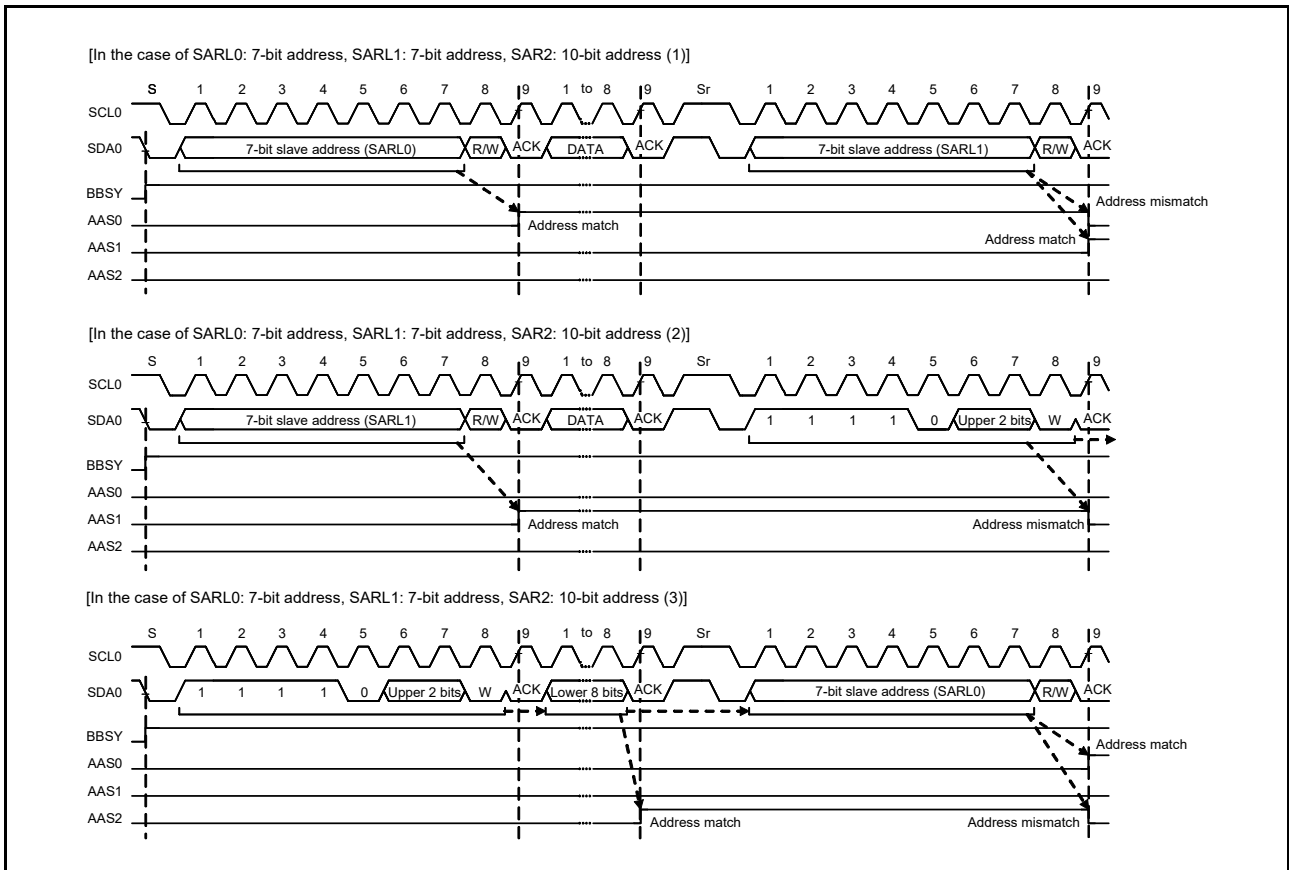 [In the case of SARL0: 7-bit address, SARL1: 7-bit address, SAR2: 10-bit address (1)]
S 1 2 3 4 5 6 7 8 9 1 to 8 9 Sr 1 2 3 4 5 6 7 8 9
SCL0
SDA0 7-bit slave address (SARL0) R/W ACK DATA ACK 7-bit slave address (SARL1) R/W ACK
BBSY
Address mismatch
AAS0 Address match
AAS1 Address match
AAS2
[In the case of SARL0: 7-bit address, SARL1: 7-bit address, SAR2: 10-bit address (2)]
S 1 2 3 4 5 6 7 8 9 1 to 8 9 Sr 1 2 3 4 5 6 7 8 9
SCL0
SDA0 7-bit slave address (SARL1) R/W ACK DATA ACK 1 1 1 1 0 Upper 2 bits W ACK
BBSY
AAS0
AAS1 Address match Address mismatch
AAS2
[In the case of SARL0: 7-bit address, SARL1: 7-bit address, SAR2: 10-bit address (3)]
S 1 2 3 4 5 6 7 8 9 1 to 8 9 Sr 1 2 3 4 5 6 7 8 9
SCL0
SDA0 1 1 1 1 0 Upper 2 bits W ACK Lower 8 bits ACK 7-bit slave address (SARL0) R/W ACK
BBSY
Address match
AAS0
AAS1
AAS2 Address match Address mismatch